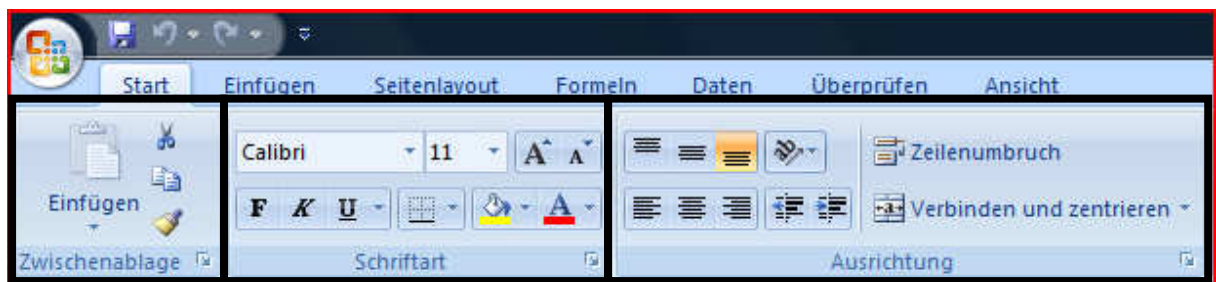 Start Einfügen Seitenlayout Formeln Daten Überprüfen Ansicht
Calibri 11 A A Zeilenumbruch
Einfügen F K U A a Verbinden und zentrieren
Zwischenablage Schriftart Ausrichtung